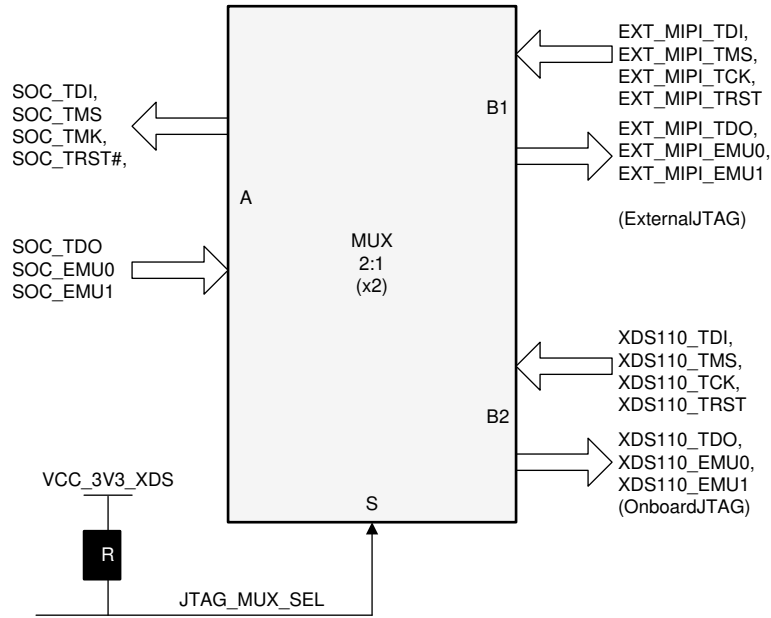 EXT_MIPI_TDI,
EXT_MIPI_TMS,
EXT_MIPI_TCK,
EXT_MIPI_TRST
B1
EXT_MIPI_TDO,
EXT_MIPI_EMU0,
EXT_MIPI_EMU1
(ExternalJTAG)
SOC_TDI,
SOC_TMS
SOC_TMK,
SOC_TRST#,
A
SOC_TDO
SOC_EMU0
SOC_EMU1
MUX
2:1
(x2)
XDS110_TDI,
XDS110_TMS,
XDS110_TCK,
XDS110_TRST
B2
XDS110_TDO,
XDS110_EMU0,
XDS110_EMU1
(OnboardJTAG)
VCC_3V3_XDS
S
R
JTAG_MUX_SEL